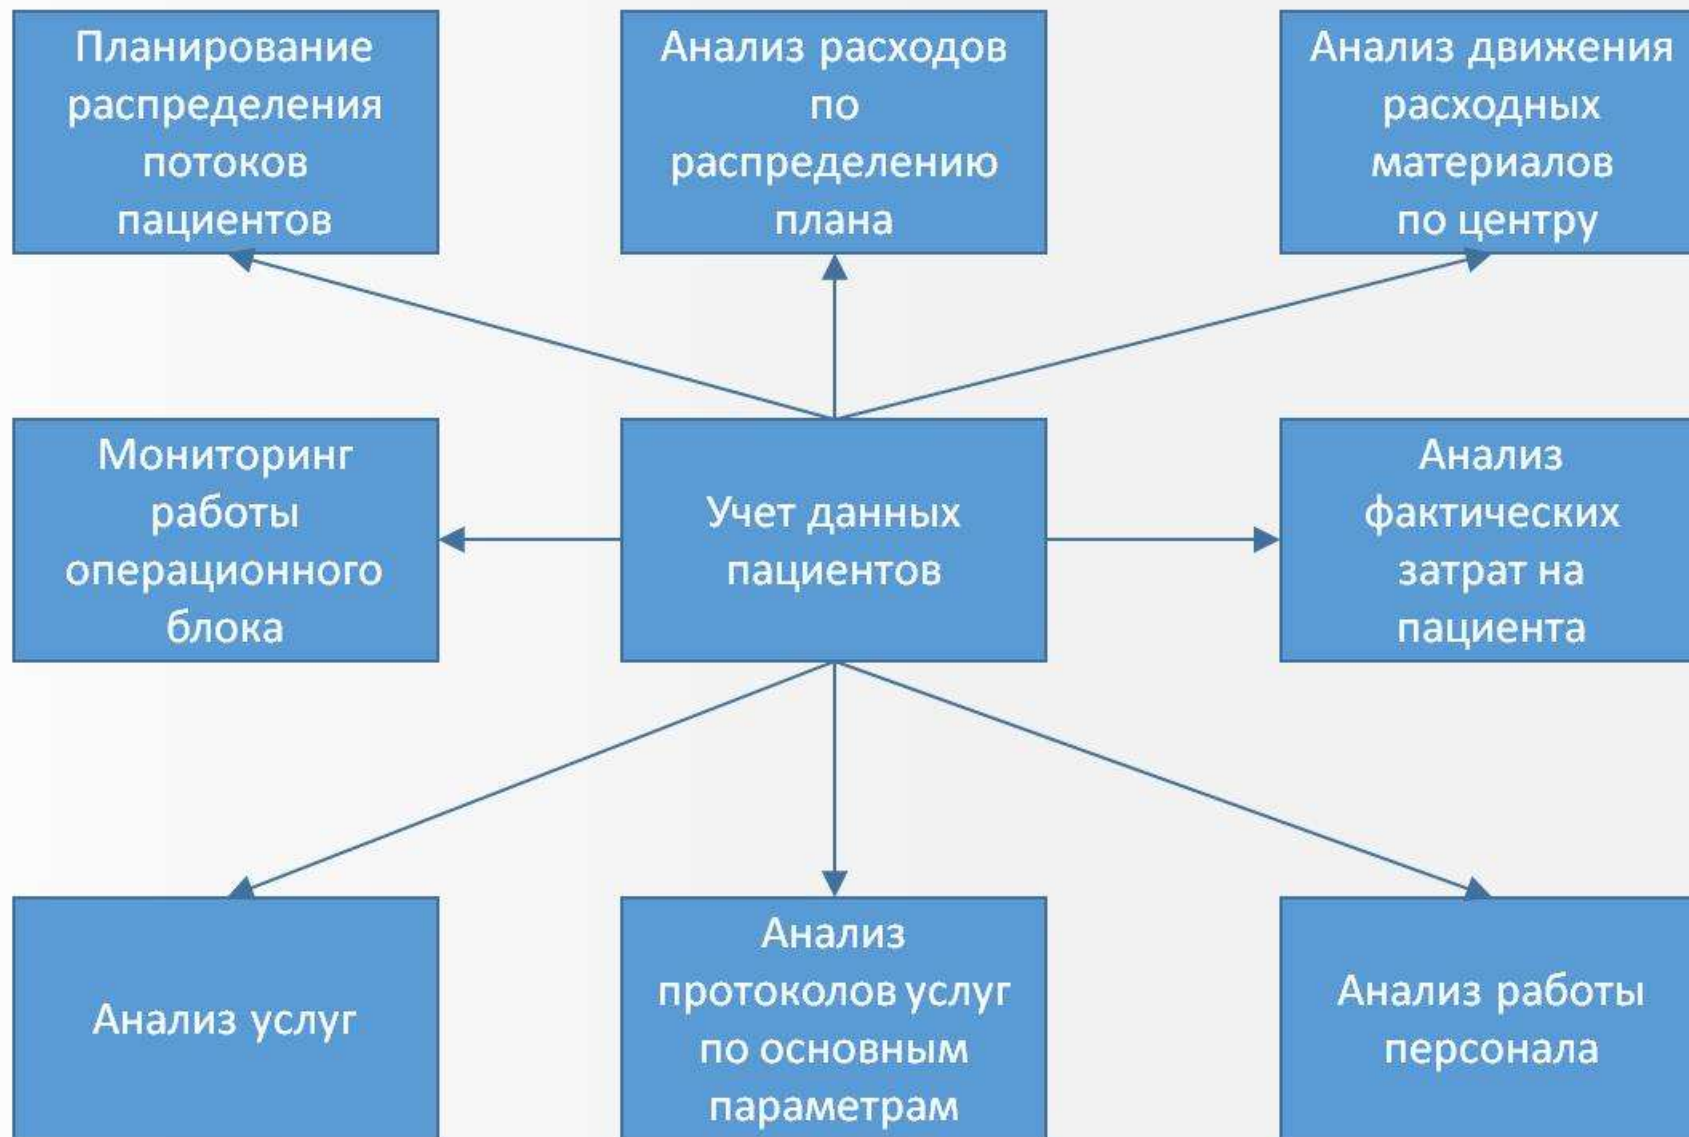 Планирование
распределения
потоков
пациентов
Анализ расходов
по
распределению
плана
Анализ движения
расходных
материалов
по центру
Мониторинг
работы
операционного
блока
Учет данных
пациентов
Анализ
фактических
затрат на
пациента
Анализ услуг
Анализ
протоколов услуг
по основным
параметрам
Анализ работы
персонала